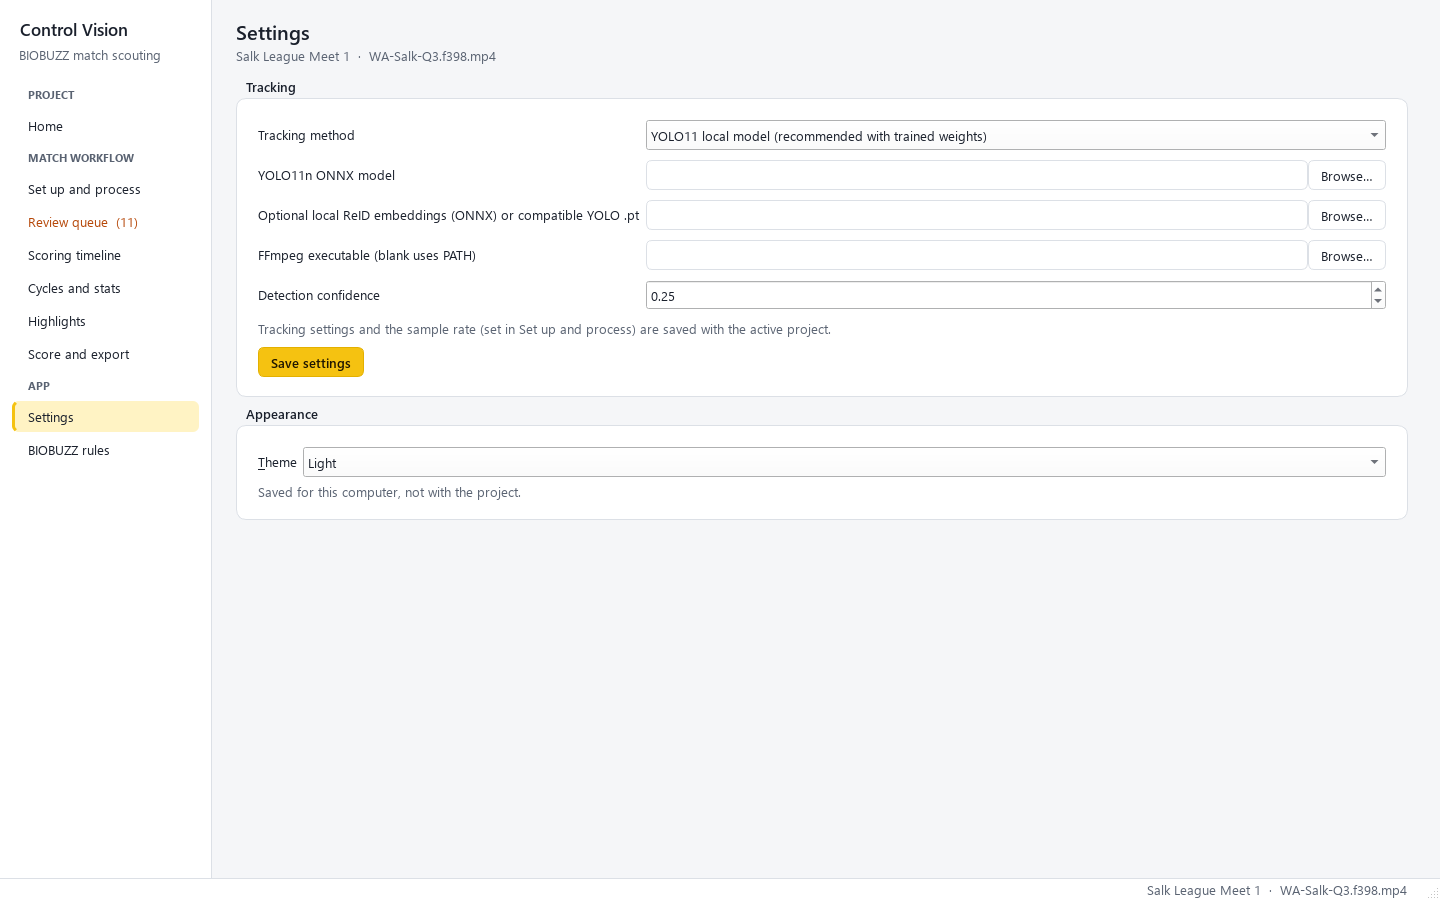 Control Vision
BIOBUZZ match scouting
PROJECT
Home
MATCH WORKFLOW
Set up and process
Review queue (11)
Scoring timeline
Cycles and stats
Highlights
Score and export
APP
Settings
BIOBUZZ rules
Settings
Salk League Meet 1 · WA-Salk-Q3.f398.mp4
Tracking
Tracking method
YOLO11 local model (recommended with trained weights)
YOLO11n ONNX model
Browse...
Optional local ReID embeddings (ONNX) or compatible YOLO .pt
Browse...
FFmpeg executable (blank uses PATH)
Browse...
Detection confidence
0.25
Tracking settings and the sample rate (set in Set up and process) are saved with the active project.
Save settings
Appearance
Theme
Light
Saved for this computer, not with the project.
Salk League Meet 1 · WA-Salk-Q3.f398.mp4